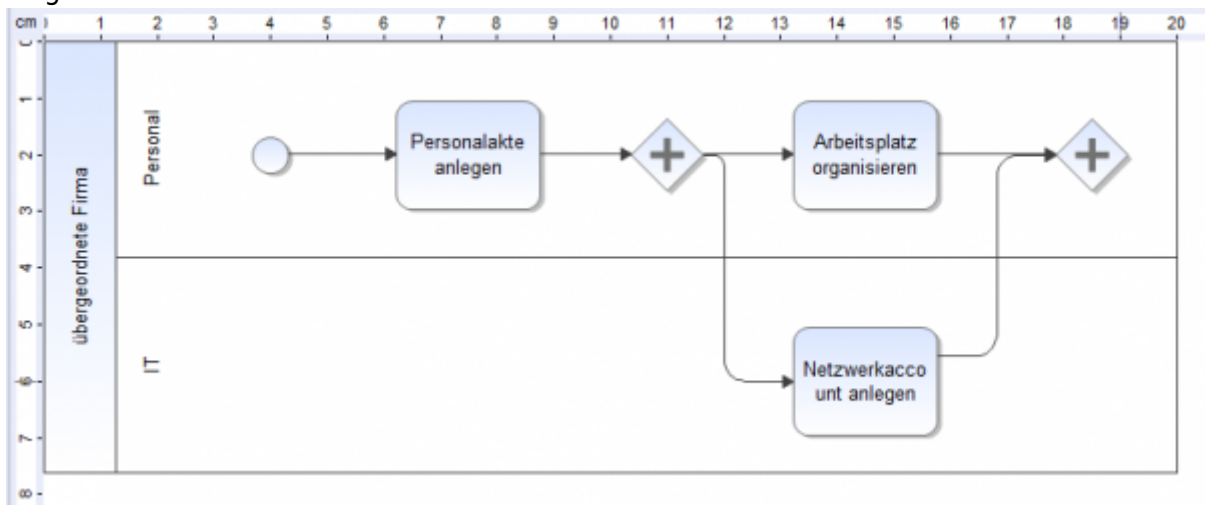 cm 2 3 4 5 6 7 8 9 10 11 12 13 14 15 16 17 18 19 20
0
1
2
3
4
5
6
7
8
übergeordnete Firma
Personal
Personalakte
anlegen
Arbeitsplatz
organisieren
IT
Netzwerkacco
unt anlegen